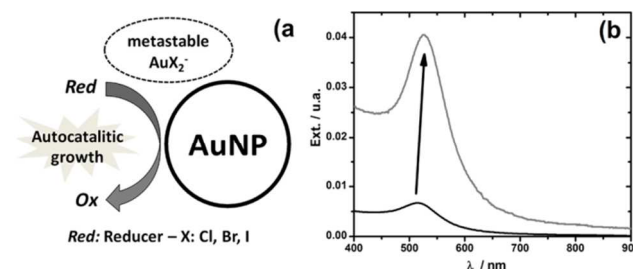 (a
metastable
AuX₂⁻
Red
Autocatalitic
growth
AuNP
Ox
Red: Reducer – X: Cl, Br, I
(b)
Ext. / u.a.
0.04
0.03
0.02
0.01
0.00
400 500 600 700 800 900
λ / nm